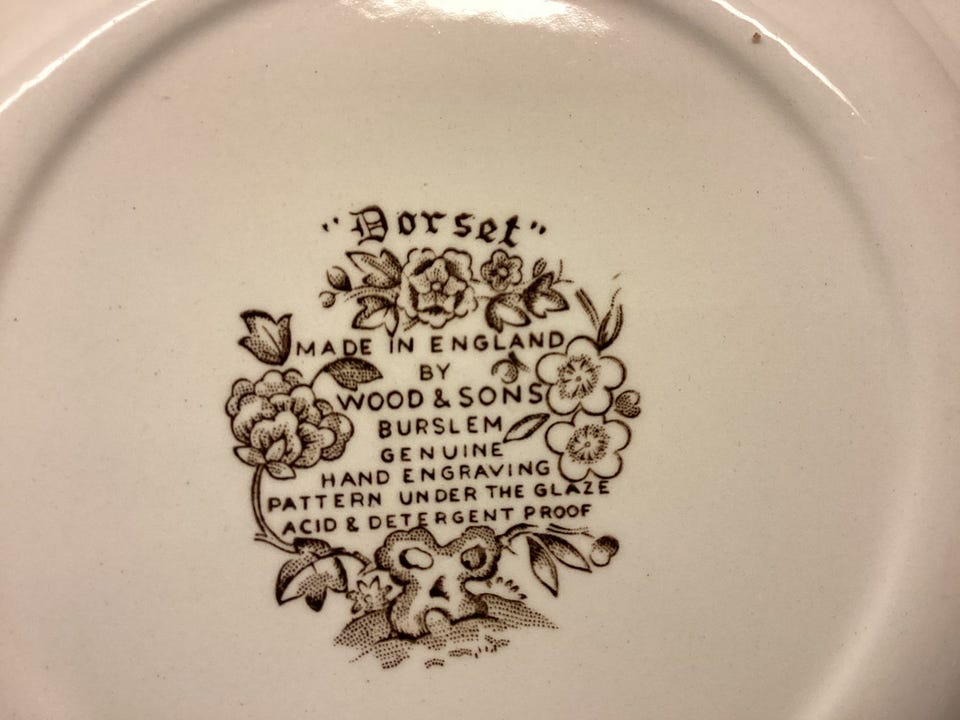 "Dorset"
MADE IN ENGLAND
BY
WOOD & SONS
BURSLEM
GENUINE
HAND ENGRAVING
PATTERN UNDER THE GLAZE
ACID & DETERGENT PROOF